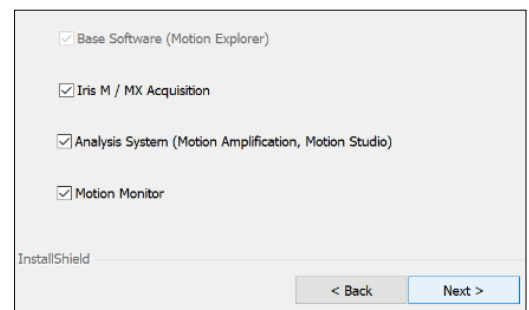 Base Software (Motion Explorer)
Iris M / MX Acquisition
Analysis System (Motion Amplification, Motion Studio)
Motion Monitor
InstallShield
< Back Next >